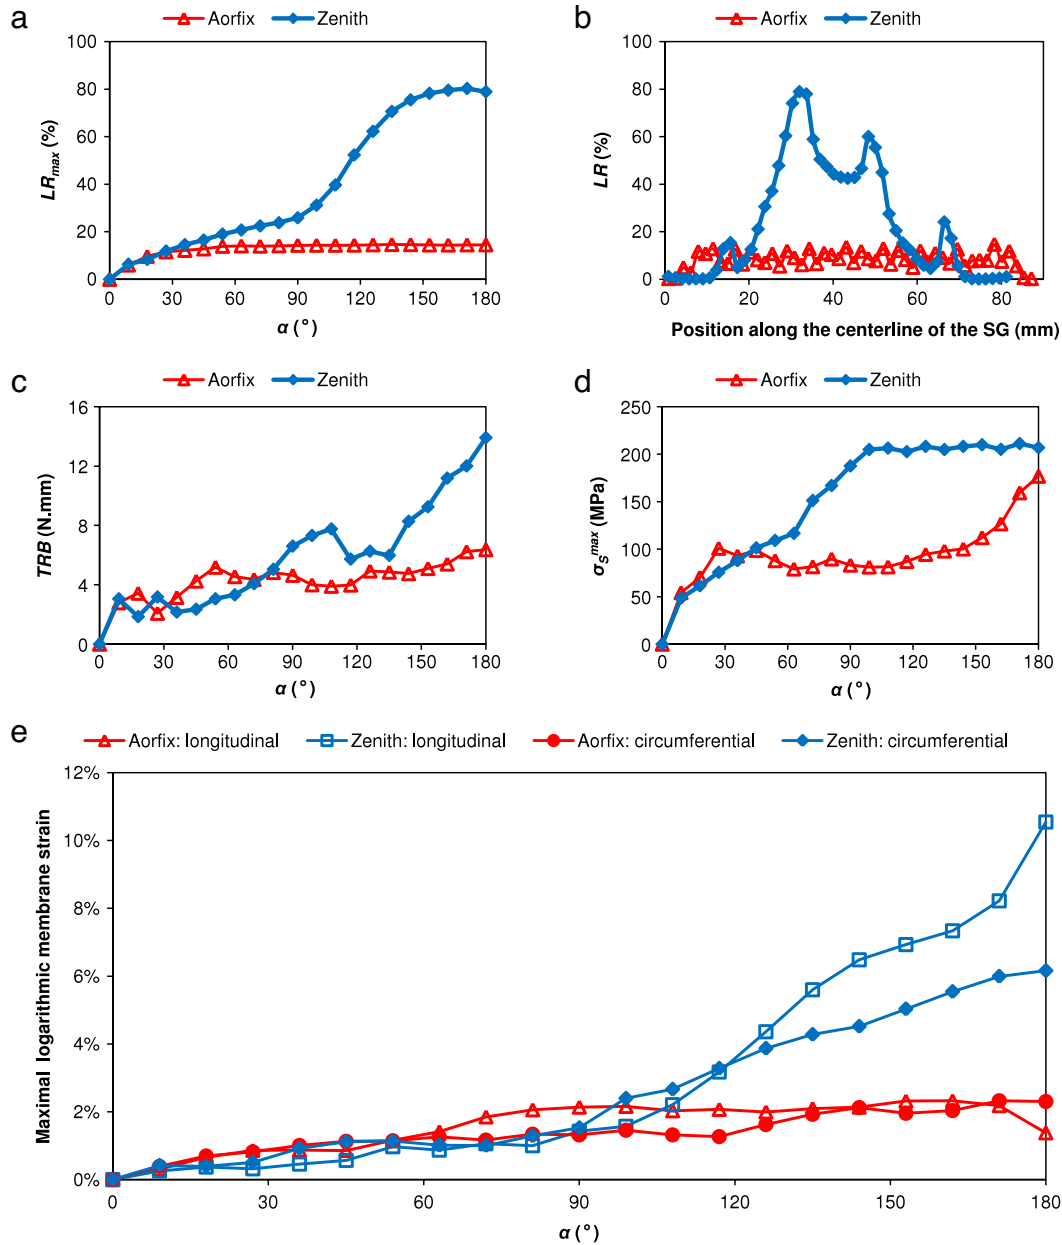 a
Aorfix Zenith
100
80
60
40
20
0
LRmax (%)
0 30 60 90 120 150 180
α (°)
b
Aorfix Zenith
100
80
60
40
20
0
LR (%)
0 20 40 60 80
Position along the centerline of the SG (mm)
c
Aorfix Zenith
16
12
8
4
0
TRB (N.mm)
0 30 60 90 120 150 180
α (°)
d
Aorfix Zenith
250
200
150
100
50
0
σS^max (MPa)
0 30 60 90 120 150 180
α (°)
e
Aorfix: longitudinal Zenith: longitudinal Aorfix: circumferential Zenith: circumferential
12%
10%
8%
6%
4%
2%
0%
Maximal logarithmic membrane strain
0 30 60 90 120 150 180
α (°)